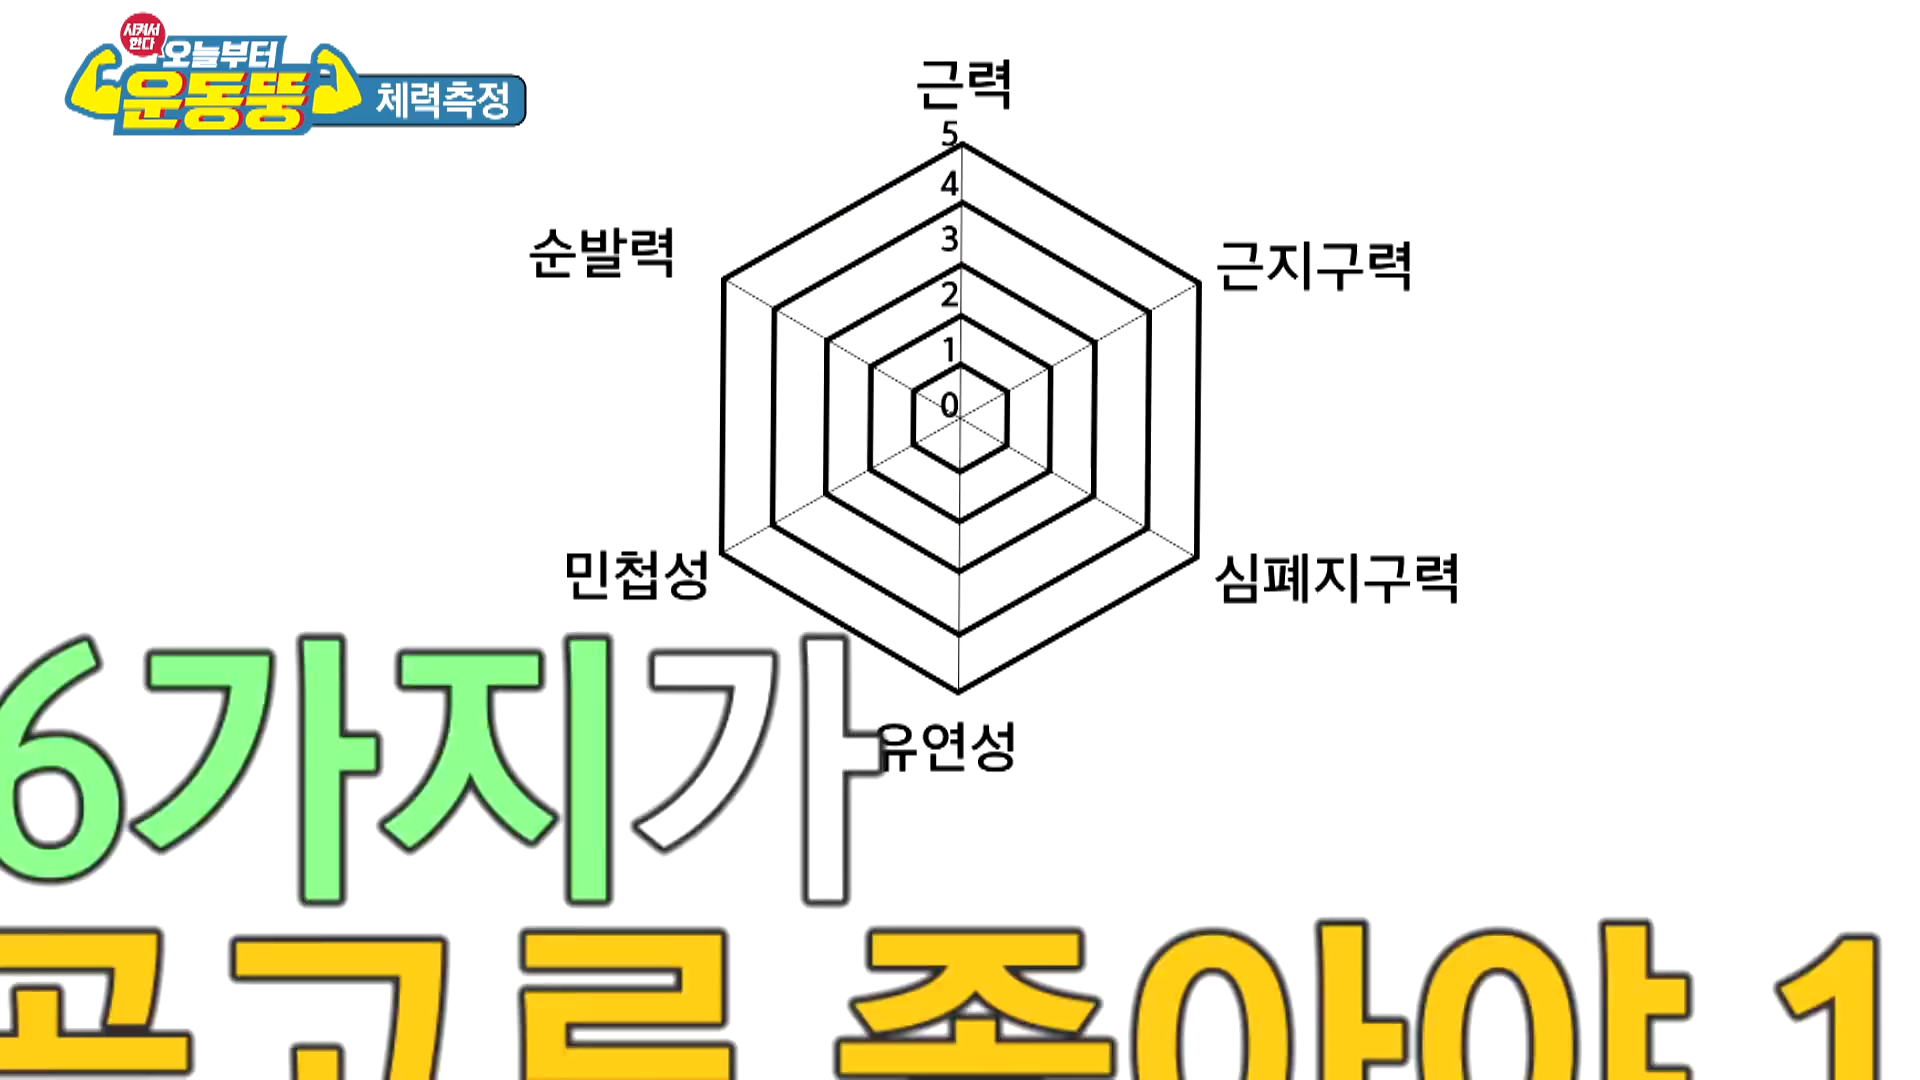 시켜서
한다
오늘부터
운동뚱
체력측정
근력
5
4
3
2
1
0
순발력
근지구력
민첩성
심폐지구력
유연성
6가지가
골고루 좋아야 1